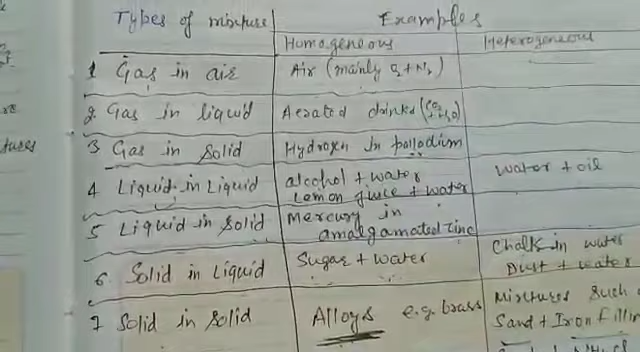 Types of mixture Examples
Homogeneous Heterogeneous
1 Gas in air Air (mainly O2 + N2)
2. Gas in liquid Aerated drinks (CO2 + H2O)
3 Gas in Solid Hydrogen In palladium
4 Liquid in Liquid alcohol + water Water + oil
Lemon juice + water
5 Liquid in Solid Mercury in
amalgamated zinc
6. Solid in Liquid Sugar + water Chalk in water
Dust + water
7 Solid in Solid Alloys e.g. brass Mixtures such
Sand + Iron